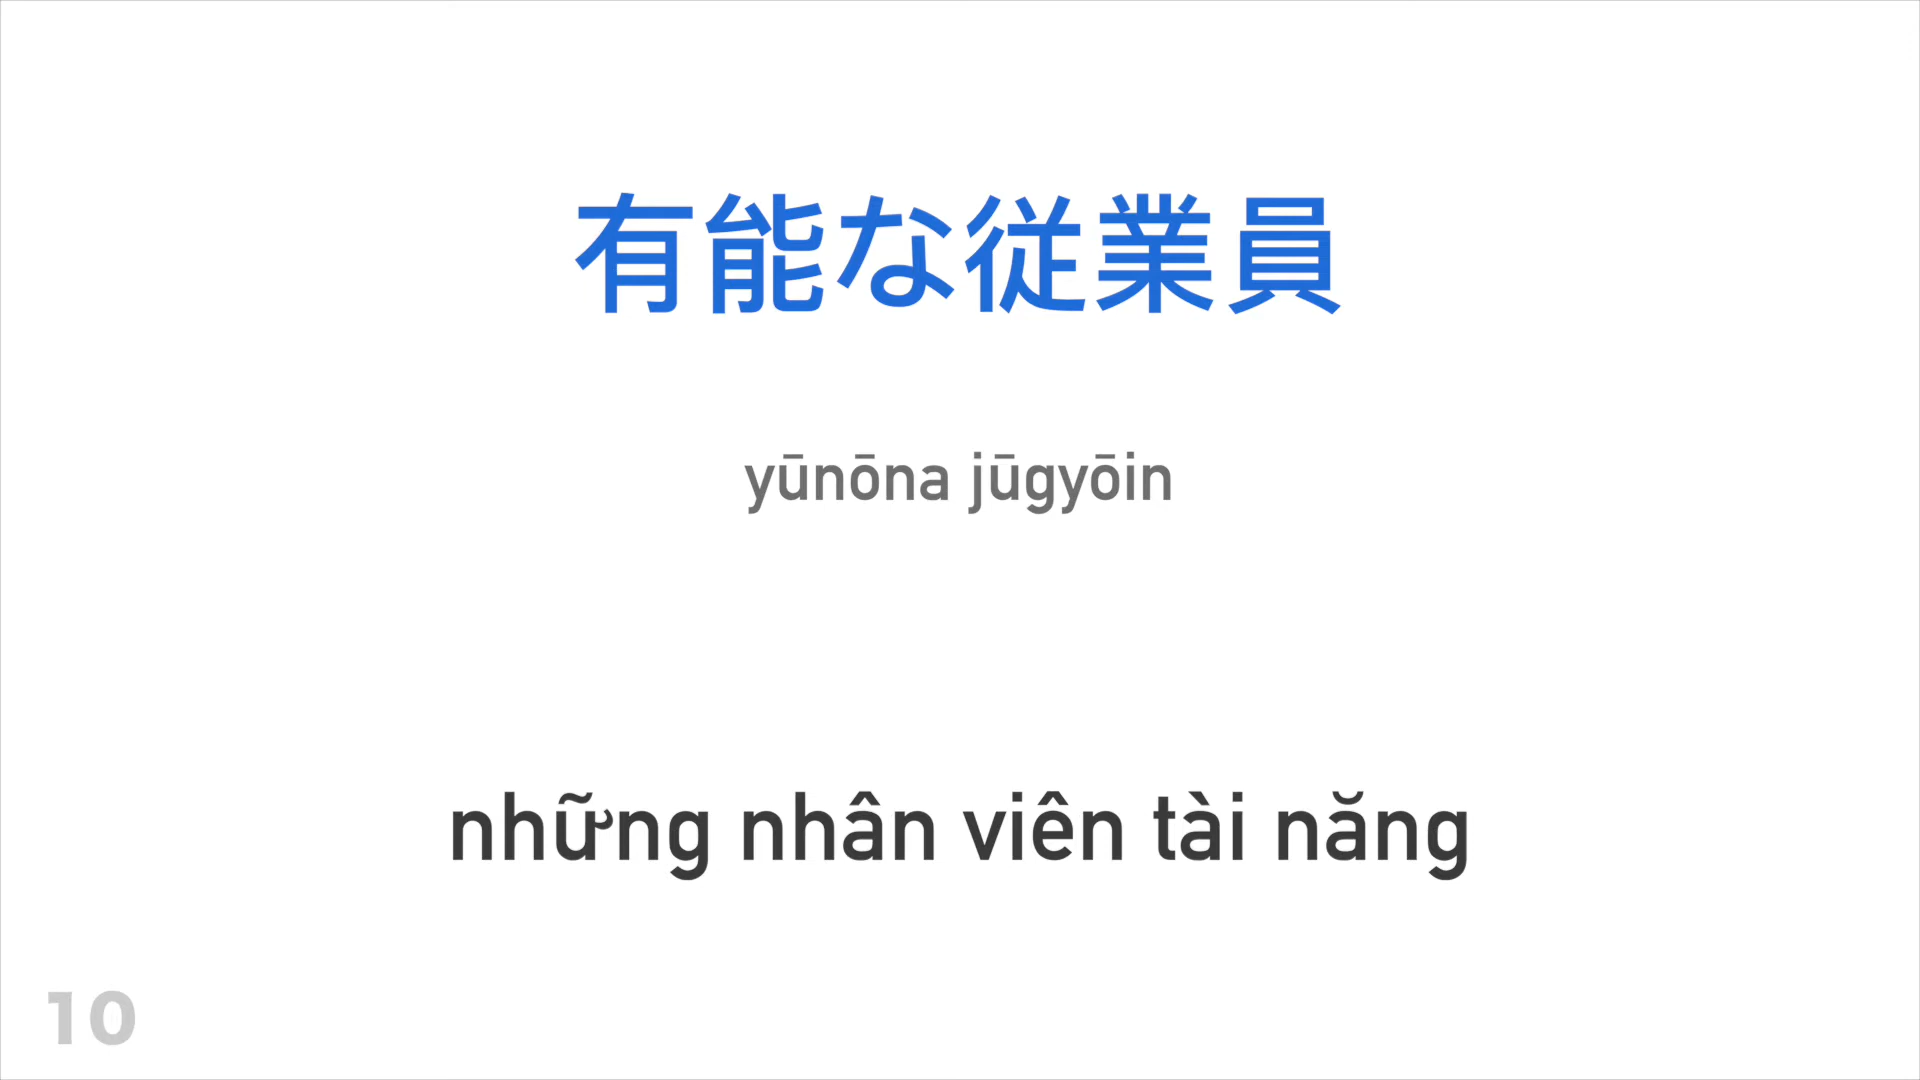 有能な従業員
yūnōna jūgyōin
những nhân viên tài năng
10